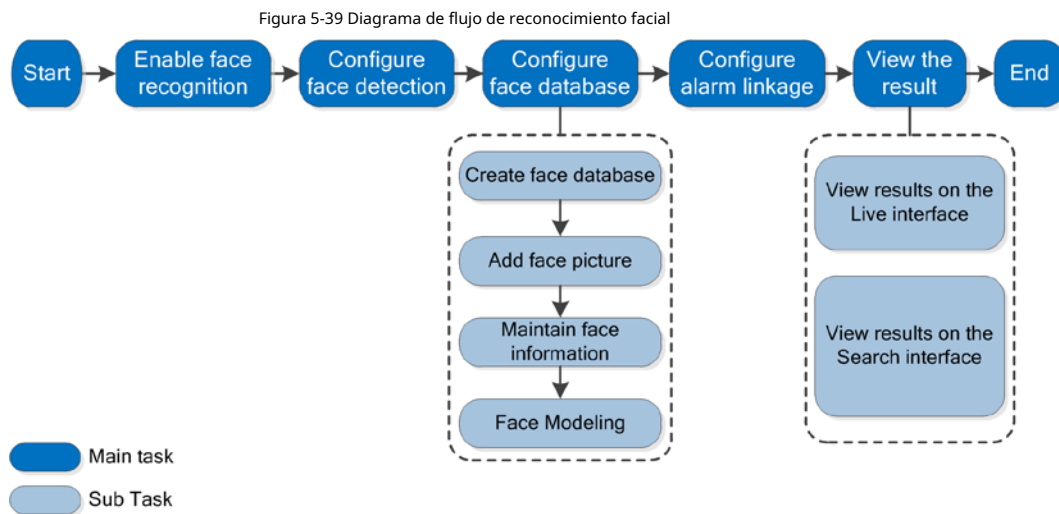 Figura 5-39 Diagrama de flujo de reconocimiento facial
Start
Enable face
recognition
Configure
face detection
Configure
face database
Configure
alarm linkage
View the
result
End
Create face database
Add face picture
Maintain face
information
Face Modeling
View results on the
Live interface
View results on the
Search interface
Main task
Sub Task